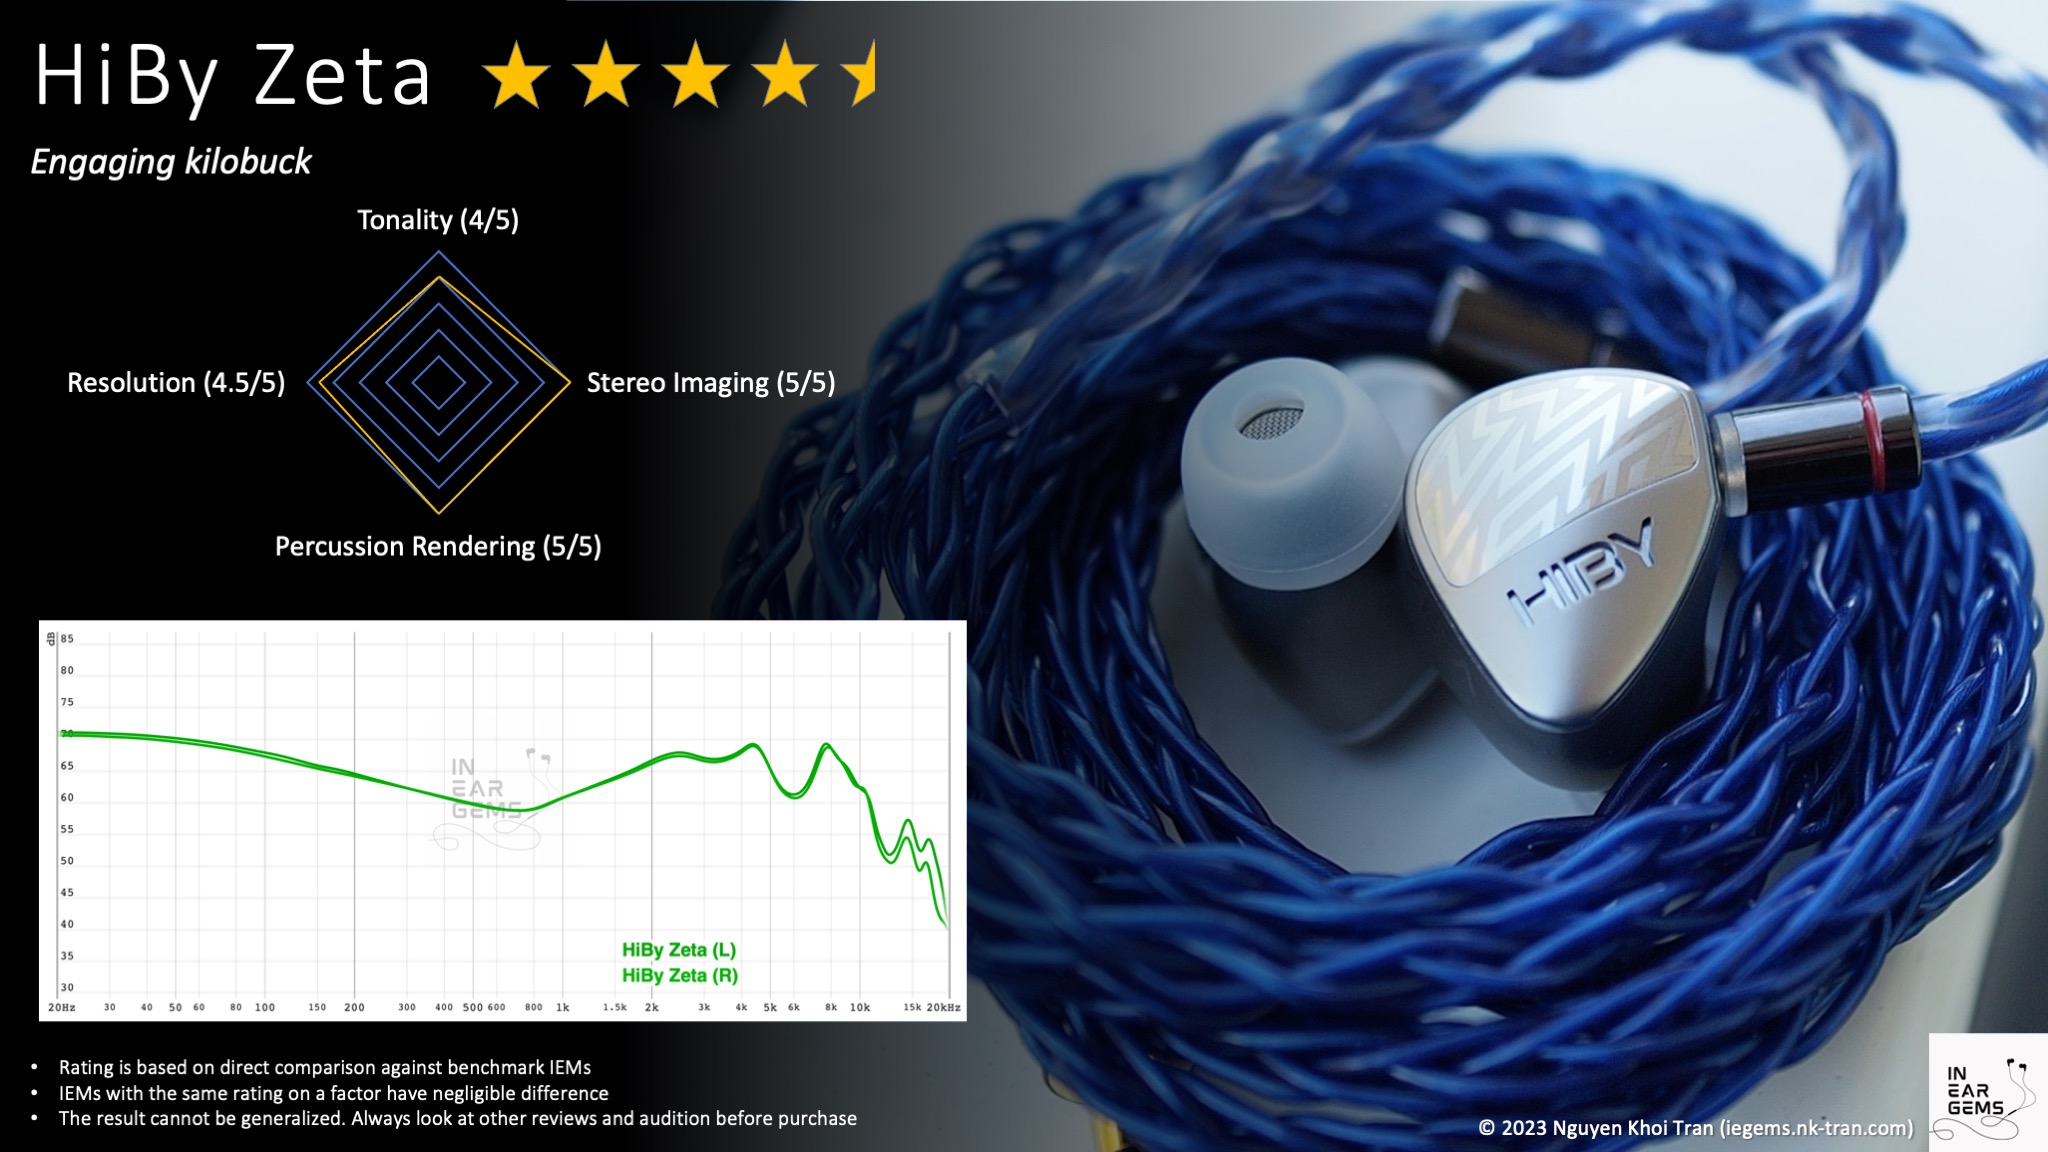 HiBy Zeta
Engaging kilobuck
Tonality (4/5)
Resolution (4.5/5)
Stereo Imaging (5/5)
Percussion Rendering (5/5)
HIBY
dB
85
80
75
70
65
60
55
50
45
40
35
30
IN
EAR
GEMS
HiBy Zeta (L)
HiBy Zeta (R)
20Hz 30 40 50 60 80 100 150 200 300 400 500 600 800 1k 1.5k 2k 3k 4k 5k 6k 8k 10k 15k 20kHz
• Rating is based on direct comparison against benchmark IEMs
• IEMs with the same rating on a factor have negligible difference
• The result cannot be generalized. Always look at other reviews and audition before purchase
© 2023 Nguyen Khoi Tran (iegems.nk-tran.com)
IN
EAR
GEMS